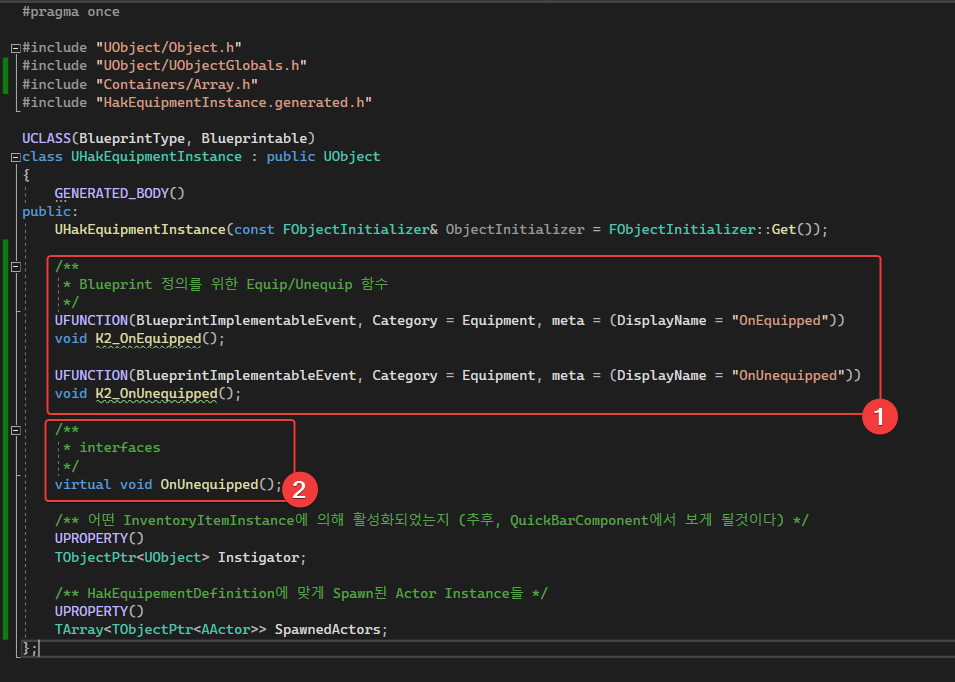 #pragma once
#include "UObject/Object.h"
#include "UObject/UObjectGlobals.h"
#include "Containers/Array.h"
#include "HakEquipmentInstance.generated.h"
UCLASS(BlueprintType, Blueprintable)
class UHakEquipmentInstance : public UObject
{
GENERATED_BODY()
public:
UHakEquipmentInstance(const FObjectInitializer& ObjectInitializer = FObjectInitializer::Get());
/**
* Blueprint 정의를 위한 Equip/Unequip 함수
*/
UFUNCTION(BlueprintImplementableEvent, Category = Equipment, meta = (DisplayName = "OnEquipped"))
void K2_OnEquipped();
UFUNCTION(BlueprintImplementableEvent, Category = Equipment, meta = (DisplayName = "OnUnequipped"))
void K2_OnUnequipped();
1
/**
* interfaces
*/
virtual void OnUnequipped();
2
/** 어떤 InventoryItemInstance에 의해 활성화되었는지 (추후, QuickBarComponent에서 보게 될것이다) */
UPROPERTY()
TObjectPtr<UObject> Instigator;
/** HakEquipementDefinition에 맞게 Spawn된 Actor Instance들 */
UPROPERTY()
TArray<TObjectPtr<AActor>> SpawnedActors;
};